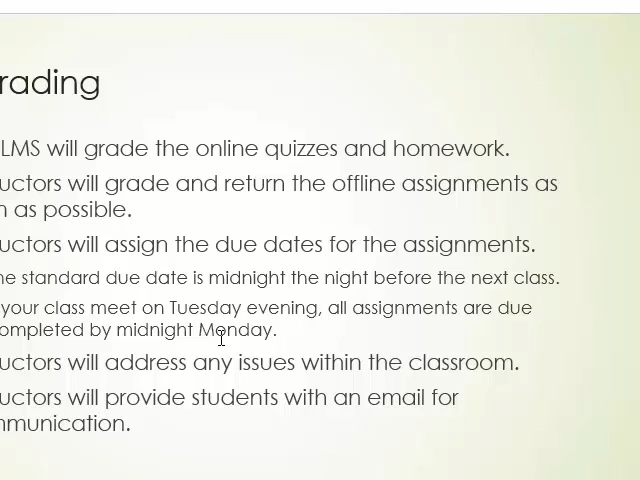 rading
LMS will grade the online quizzes and homework.
uctors will grade and return the offline assignments as
n as possible.
uctors will assign the due dates for the assignments.
he standard due date is midnight the night before the next class.
your class meet on Tuesday evening, all assignments are due
ompleted by midnight Monday.
uctors will address any issues within the classroom.
uctors will provide students with an email for
mmunication.